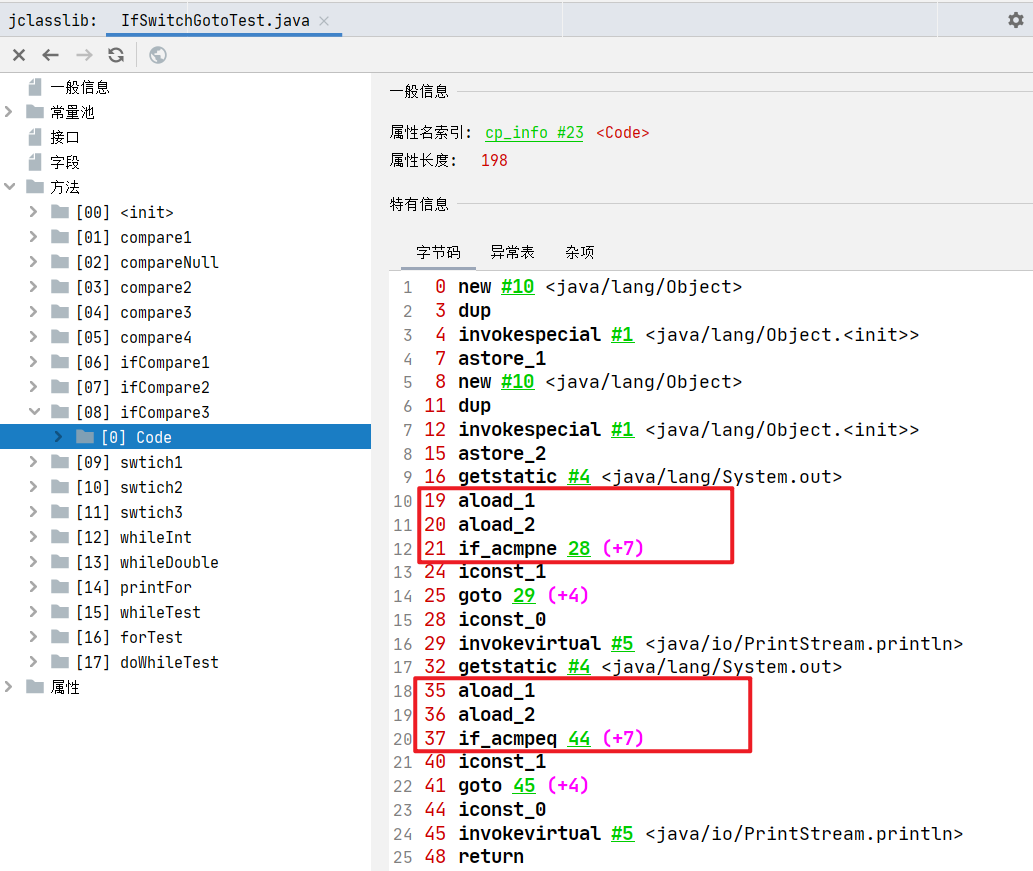 jclasslib: IfSwitchGotoTest.java
一般信息
常量池
接口
字段
方法
[00] <init>
[01] compare1
[02] compareNull
[03] compare2
[04] compare3
[05] compare4
[06] ifCompare1
[07] ifCompare2
[08] ifCompare3
[0] Code
[09] swtich1
[10] swtich2
[11] swtich3
[12] whileInt
[13] whileDouble
[14] printFor
[15] whileTest
[16] forTest
[17] doWhileTest
属性
一般信息
属性名索引: cp_info #23 <Code>
属性长度: 198
特有信息
字节码 异常表 杂项
1 0 new #10 <java/lang/Object>
2 3 dup
3 4 invokespecial #1 <java/lang/Object.<init>>
4 7 astore_1
5 8 new #10 <java/lang/Object>
6 11 dup
7 12 invokespecial #1 <java/lang/Object.<init>>
8 15 astore_2
9 16 getstatic #4 <java/lang/System.out>
10 19 aload_1
11 20 aload_2
12 21 if_acmpne 28 (+7)
13 24 iconst_1
14 25 goto 29 (+4)
15 28 iconst_0
16 29 invokevirtual #5 <java/io/PrintStream.println>
17 32 getstatic #4 <java/lang/System.out>
18 35 aload_1
19 36 aload_2
20 37 if_acmpeq 44 (+7)
21 40 iconst_1
22 41 goto 45 (+4)
23 44 iconst_0
24 45 invokevirtual #5 <java/io/PrintStream.println>
25 48 return